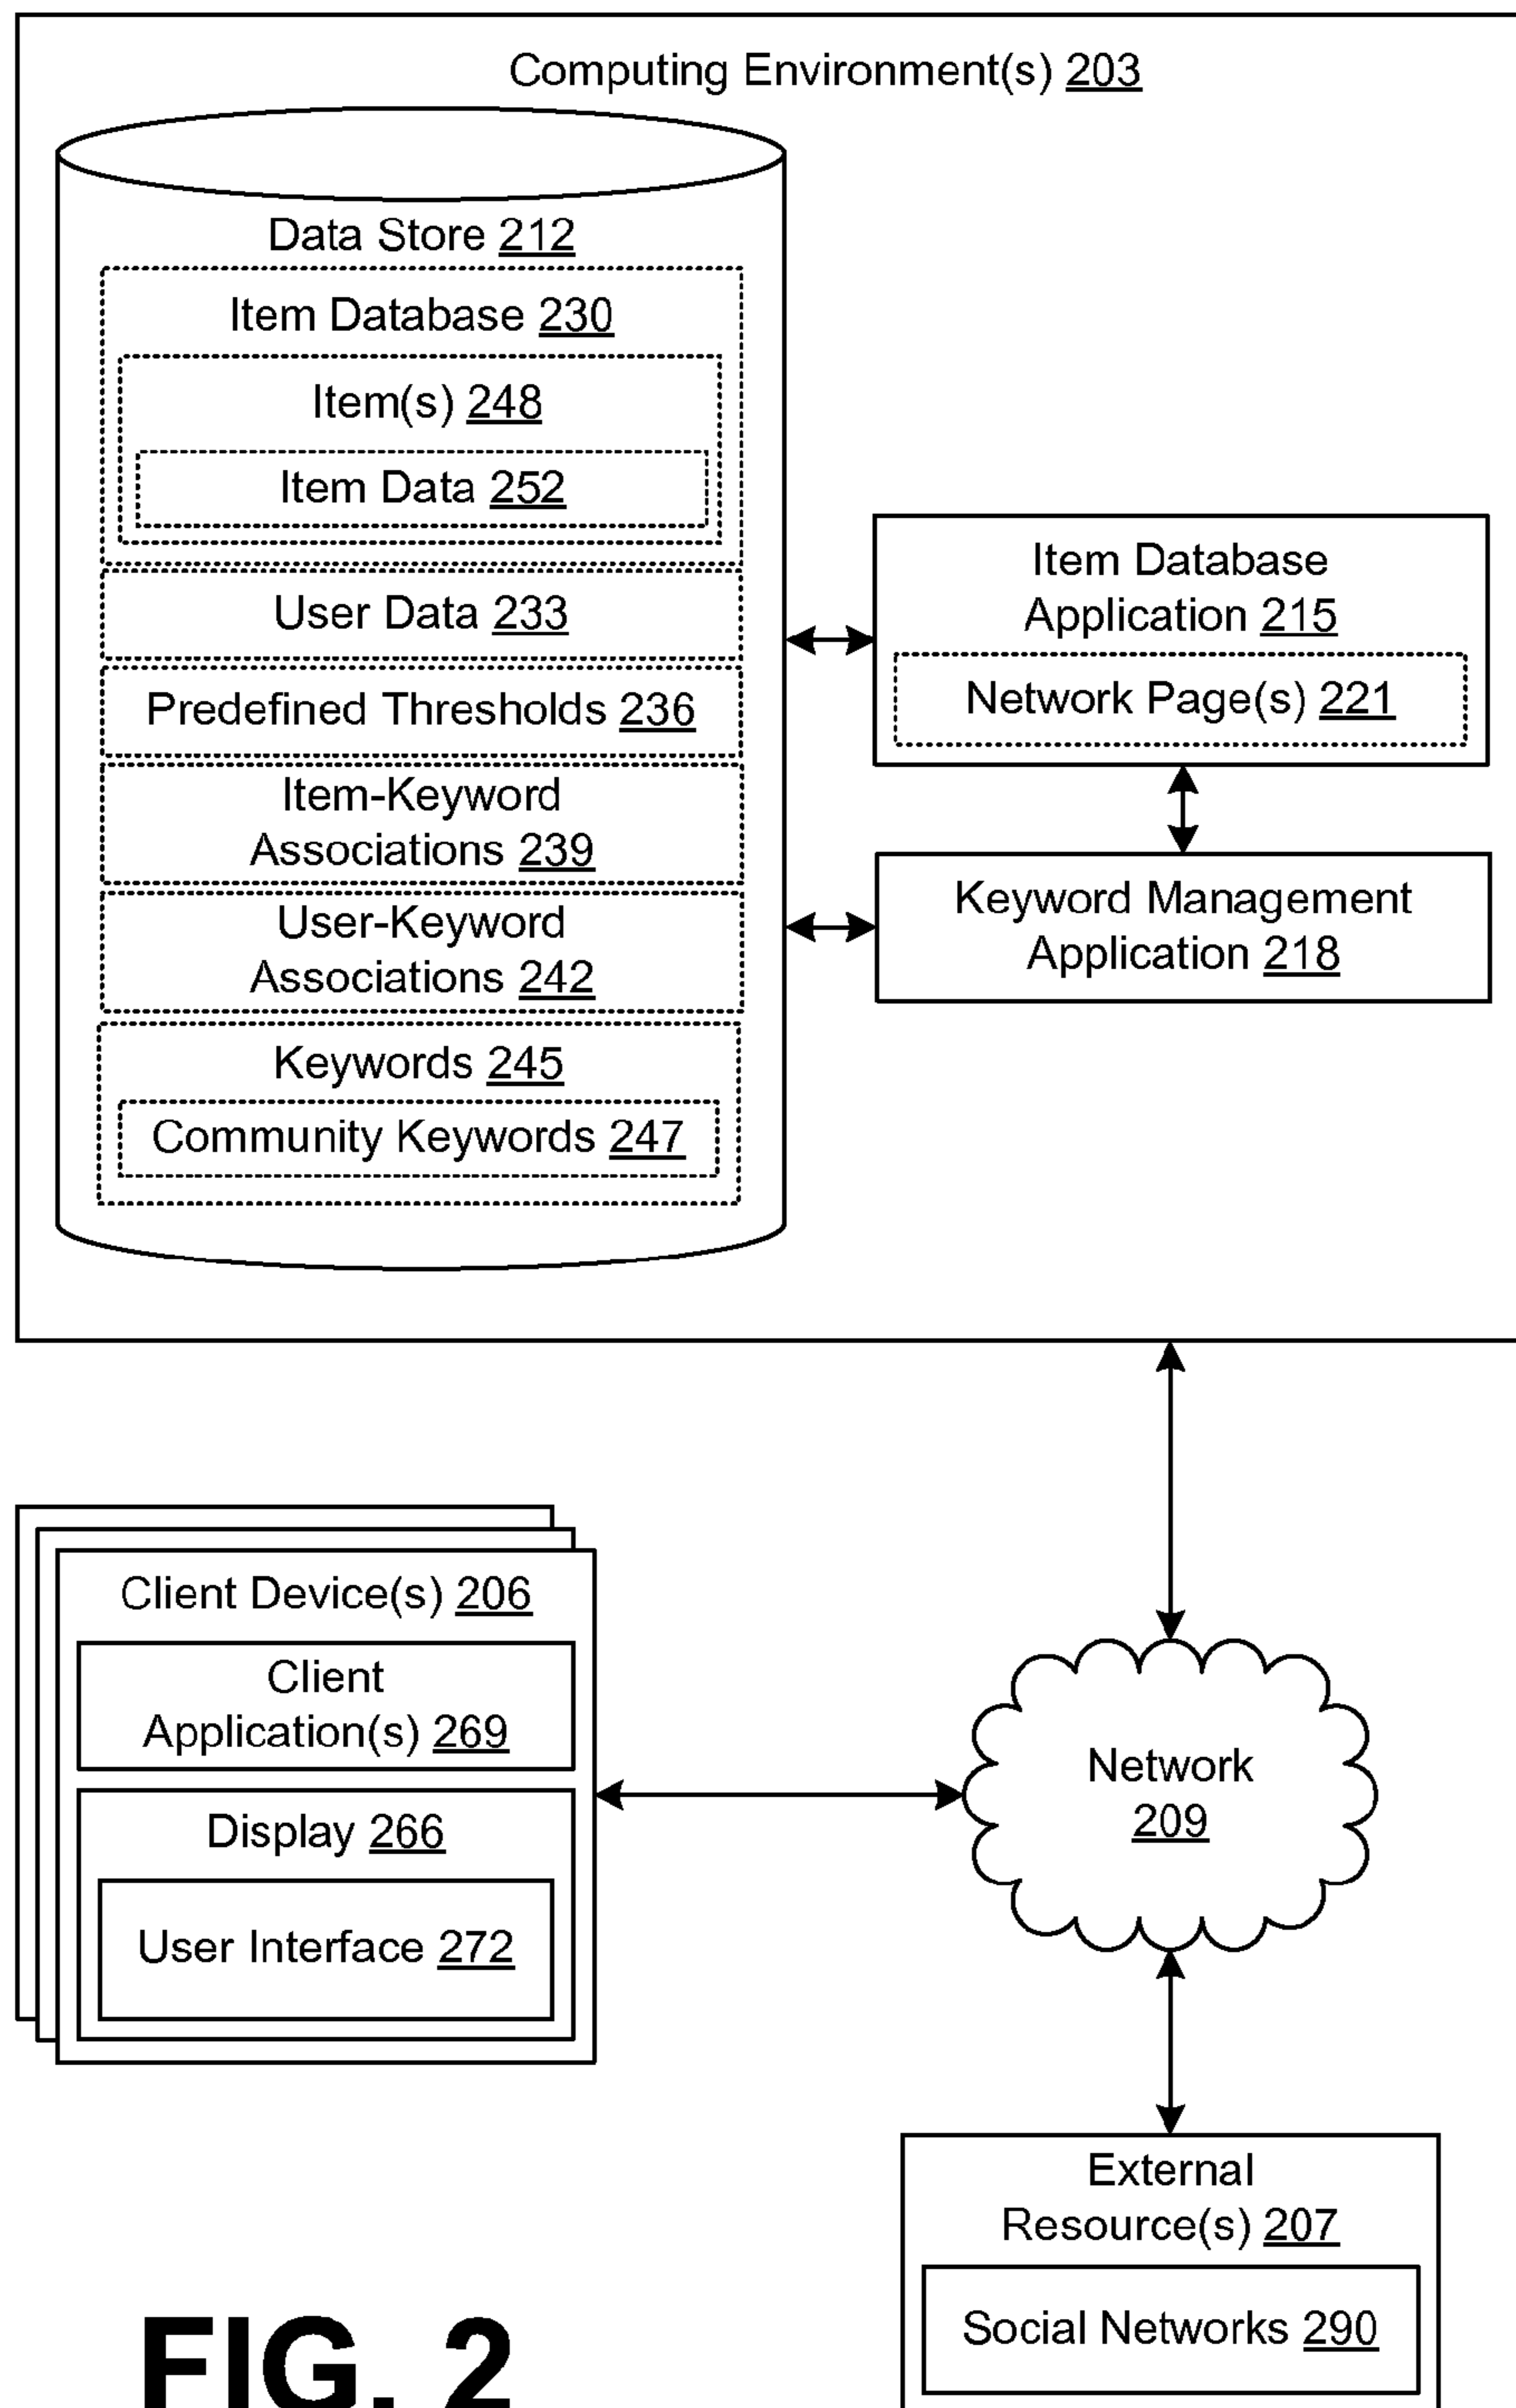 Computing Environment(s) 203
Data Store 212
Item Database 230
Item(s) 248
Item Data 252
User Data 233
Predefined Thresholds 236
Item-Keyword
Associations 239
User-Keyword
Associations 242
Keywords 245
Community Keywords 247
Item Database
Application 215
Network Page(s) 221
Keyword Management
Application 218
Client Device(s) 206
Client
Application(s) 269
Display 266
User Interface 272
Network
209
External
Resource(s) 207
Social Networks 290
FIG. 2